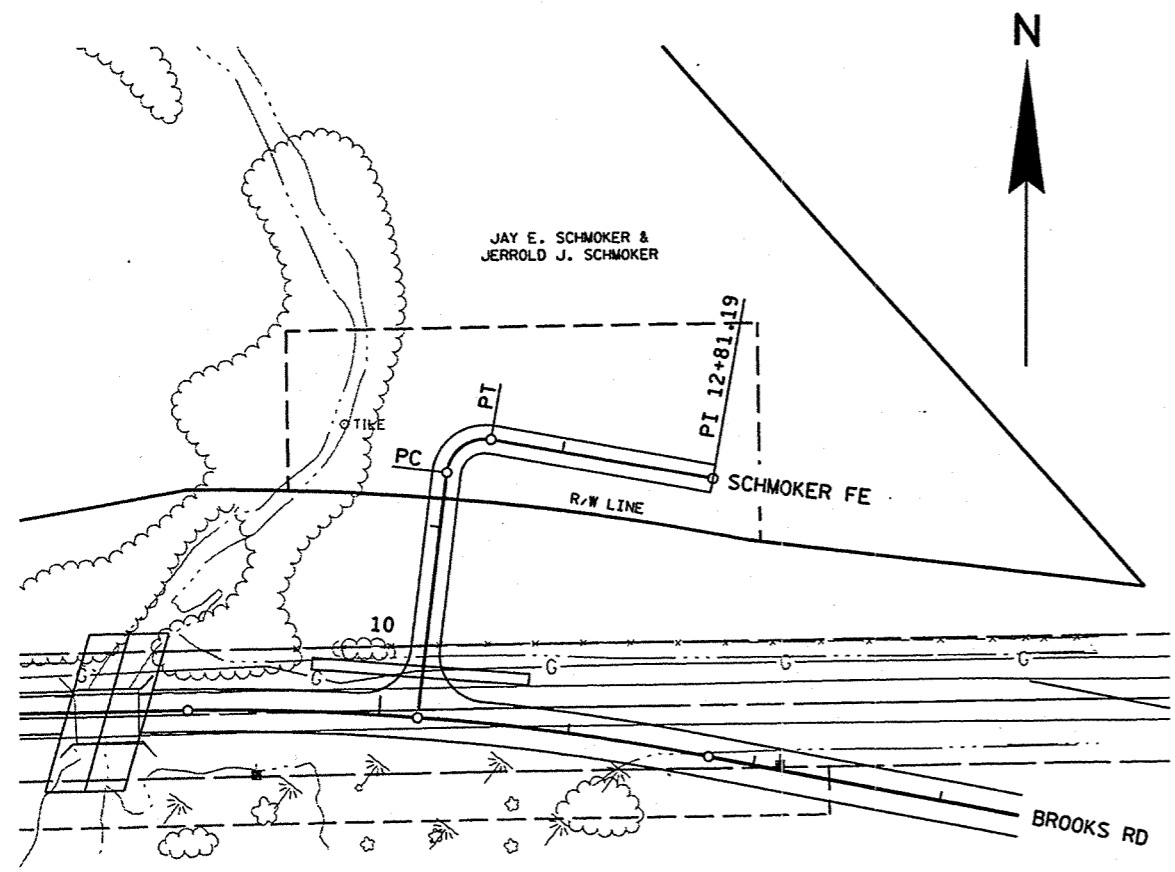 N
JAY E. SCHMOKER &
JERROLD J. SCHMOKER
PI 12+81.19
PT
TILE
PC
SCHMOKER FE
R/W LINE
10
G
G
G
G
G
BROOKS RD